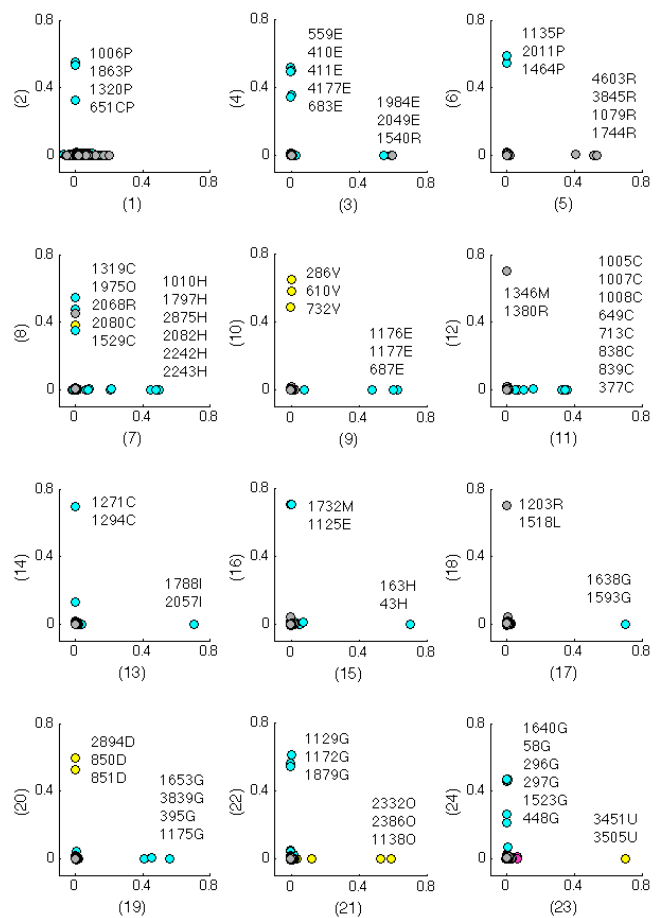 0.8
1006P
1863P
1320P
651CP
0.4
(2)
0
0 0.4 0.8
(1)
559E
410E
411E
4177E
683E
1984E
2049E
1540R
0.8
0.4
(4)
0
0 0.4 0.8
(3)
1135P
2011P
1464P
4603R
3845R
1079R
1744R
0.8
0.4
(6)
0
0 0.4 0.8
(5)
0.8
1319C
1975O
2068R
2080C
1529C
1010H
1797H
2875H
2082H
2242H
2243H
0.4
(8)
0
0 0.4 0.8
(7)
0.8
286V
610V
732V
1176E
1177E
687E
0.4
(10)
0
0 0.4 0.8
(9)
0.8
1346M
1380R
1005C
1007C
1008C
649C
713C
838C
839C
377C
0.4
(12)
0
0 0.4 0.8
(11)
0.8
1271C
1294C
1788I
2057I
0.4
(14)
0
0 0.4 0.8
(13)
0.8
1732M
1125E
163H
43H
0.4
(16)
0
0 0.4 0.8
(15)
0.8
1203R
1518L
1638G
1593G
0.4
(18)
0
0 0.4 0.8
(17)
0.8
2894D
850D
851D
1653G
3839G
395G
1175G
0.4
(20)
0
0 0.4 0.8
(19)
0.8
1129G
1172G
1879G
2332O
2386O
1138O
0.4
(22)
0
0 0.4 0.8
(21)
0.8
1640G
58G
296G
297G
1523G
448G
3451U
3505U
0.4
(24)
0
0 0.4 0.8
(23)